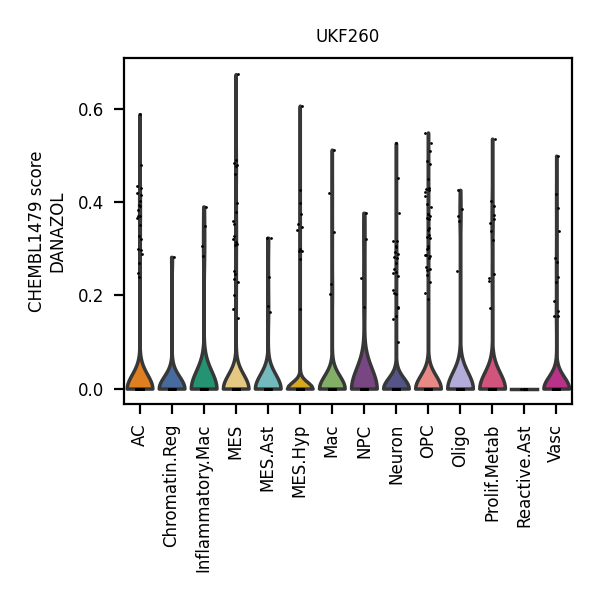 UKF260
CHEMBL1479 score
DANAZOL
0.6
0.4
0.2
0.0
AC
Chromatin.Reg
Inflammatory.Mac
MES
MES.Ast
MES.Hyp
Mac
NPC
Neuron
OPC
Oligo
Prolif.Metab
Reactive.Ast
Vasc